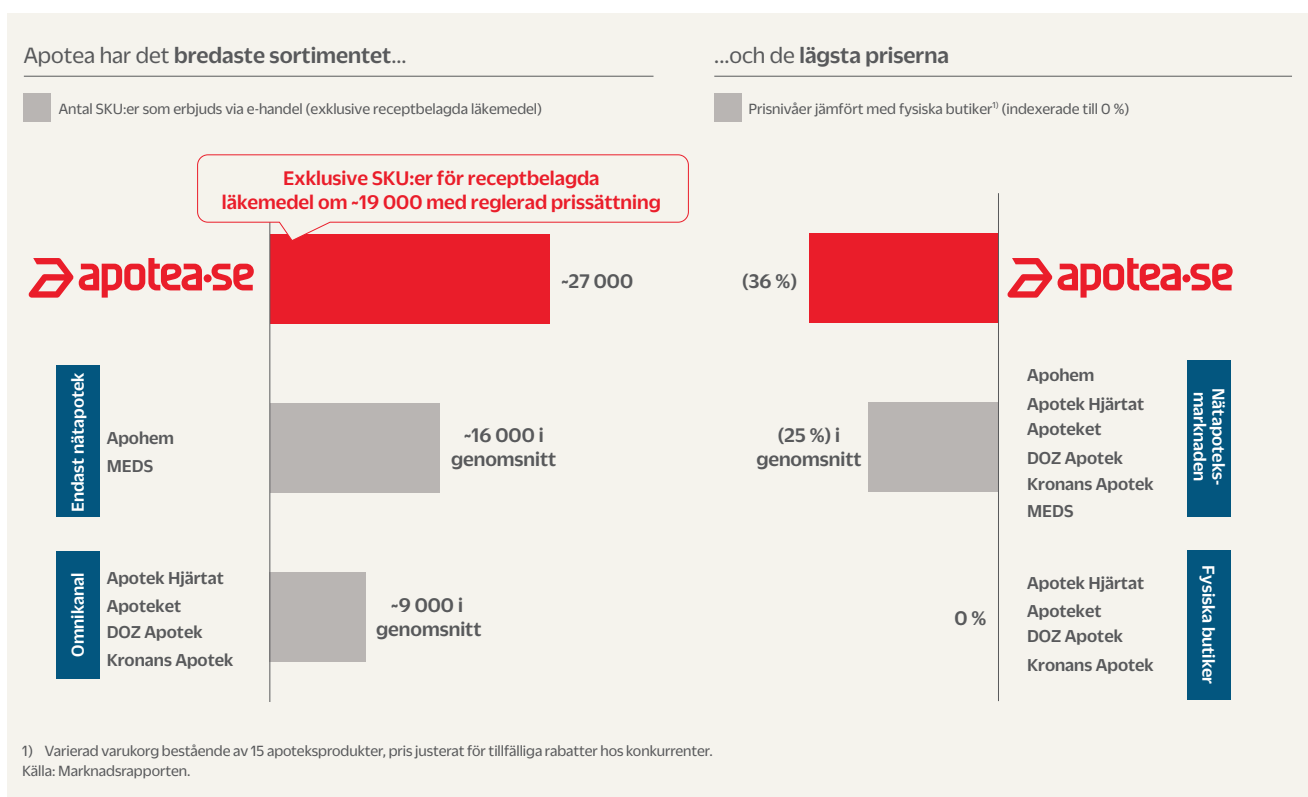 Apotea har det bredaste sortimentet...
Antal SKU:er som erbjuds via e-handel (exklusive receptbelagda läkemedel)
Exklusive SKU:er för receptbelagda
läkemedel om ~19 000 med reglerad prissättning
apotea.se
~27 000
Endast nätapotek
Apohem
MEDS
~16 000 i
genomsnitt
Omnikanal
Apotek Hjärtat
Apoteket
DOZ Apotek
Kronans Apotek
~9 000 i
genomsnitt
...och de lägsta priserna
Prisnivåer jämfört med fysiska butiker1) (indexerade till 0 %)
(36 %)
apotea.se
(25 %) i
genomsnitt
Apohem
Apotek Hjärtat
Apoteket
DOZ Apotek
Kronans Apotek
MEDS
Nätapoteks-
marknaden
0 %
Apotek Hjärtat
Apoteket
DOZ Apotek
Kronans Apotek
Fysiska butiker
1) Varierad varukorg bestående av 15 apoteksprodukter, pris justerat för tillfälliga rabatter hos konkurrenter.
Källa: Marknadsrapporten.